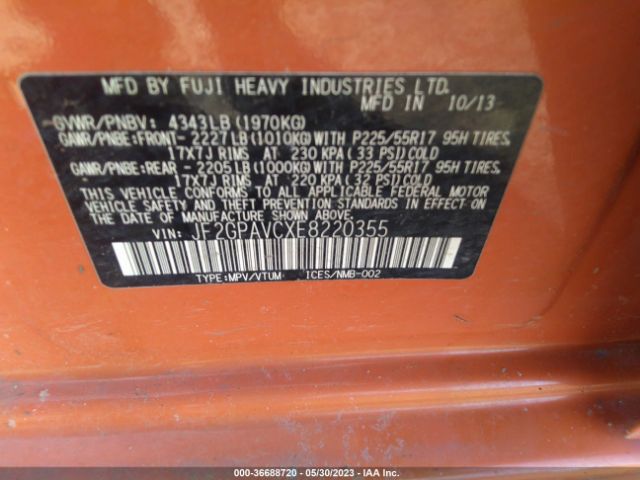 MFD BY FUJI HEAVY INDUSTRIES LTD.
MFD IN 10/13
GVWR/PNBV: 4343LB (1970KG)
GAWR/PNBE:FRONT- 2227LB(1010KG)WITH P225/55R17 95H TIRES,
17XTJ RIMS AT 230 KPA (33 PSI)COLD
GAWR/PNBE:REAR - 2205LB(1000KG)WITH P225/55R17 95H TIRES,
17X7J RIMS AT 220 KPA (32 PSI)COLD
THIS VEHICLE CONFORMS TO ALL APPLICABLE FEDERAL MOTOR
VEHICLE SAFETY AND THEFT PREVENTION STANDARDS IN EFFECT ON
THE DATE OF MANUFACTURE SHOWN ABOVE.
VIN: JF2GPAVCXE8220355
TYPE:MPV/VTUM ICES/NMB-002
000-36688720 - 05/30/2023 - IAA Inc.